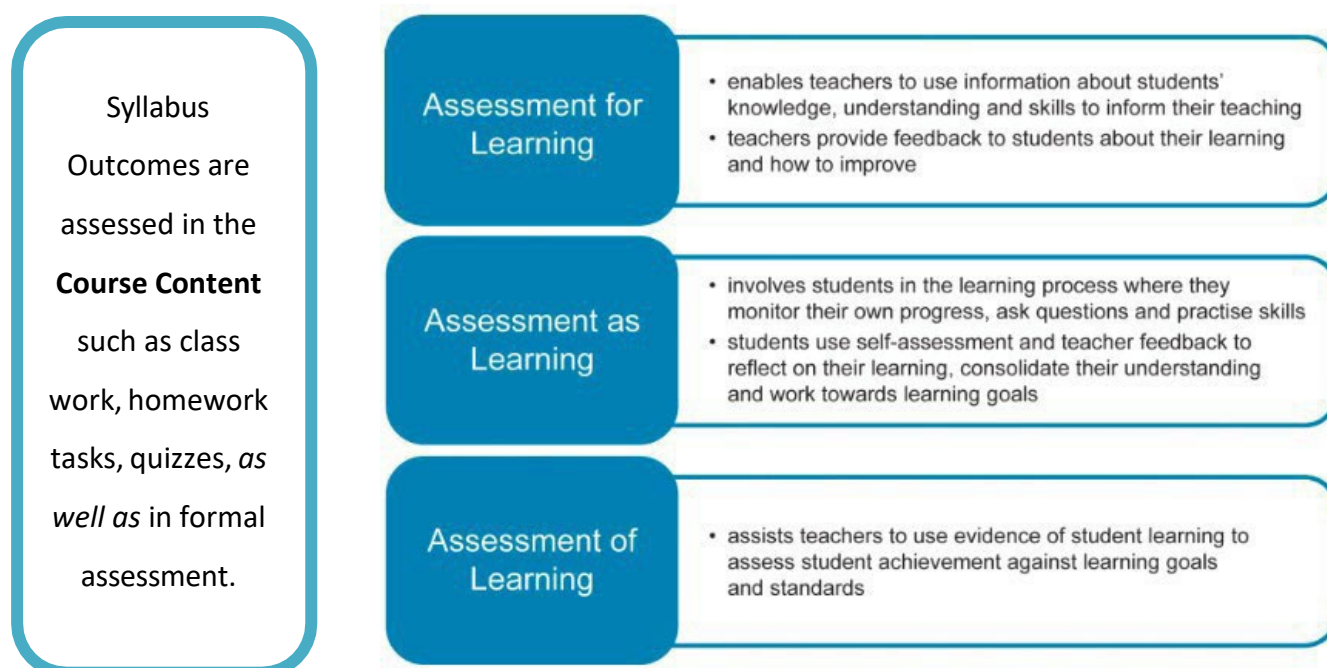 Syllabus
Outcomes are
assessed in the
Course Content
such as class
work, homework
tasks, quizzes, as
well as in formal
assessment.
Assessment for
Learning
• enables teachers to use information about students'
knowledge, understanding and skills to inform their teaching
• teachers provide feedback to students about their learning
and how to improve
Assessment as
Learning
• involves students in the learning process where they
monitor their own progress, ask questions and practise skills
• students use self-assessment and teacher feedback to
reflect on their learning, consolidate their understanding
and work towards learning goals
Assessment of
Learning
• assists teachers to use evidence of student learning to
assess student achievement against learning goals
and standards